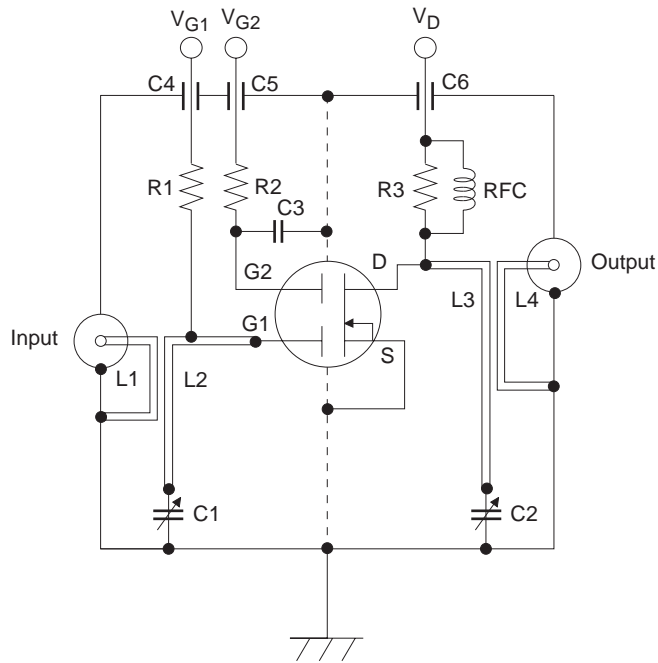 VG1
VG2
VD
C4
C5
C6
R1
R2
C3
R3
RFC
G2
D
Output
L3
L4
Input
G1
S
L1
L2
C1
C2